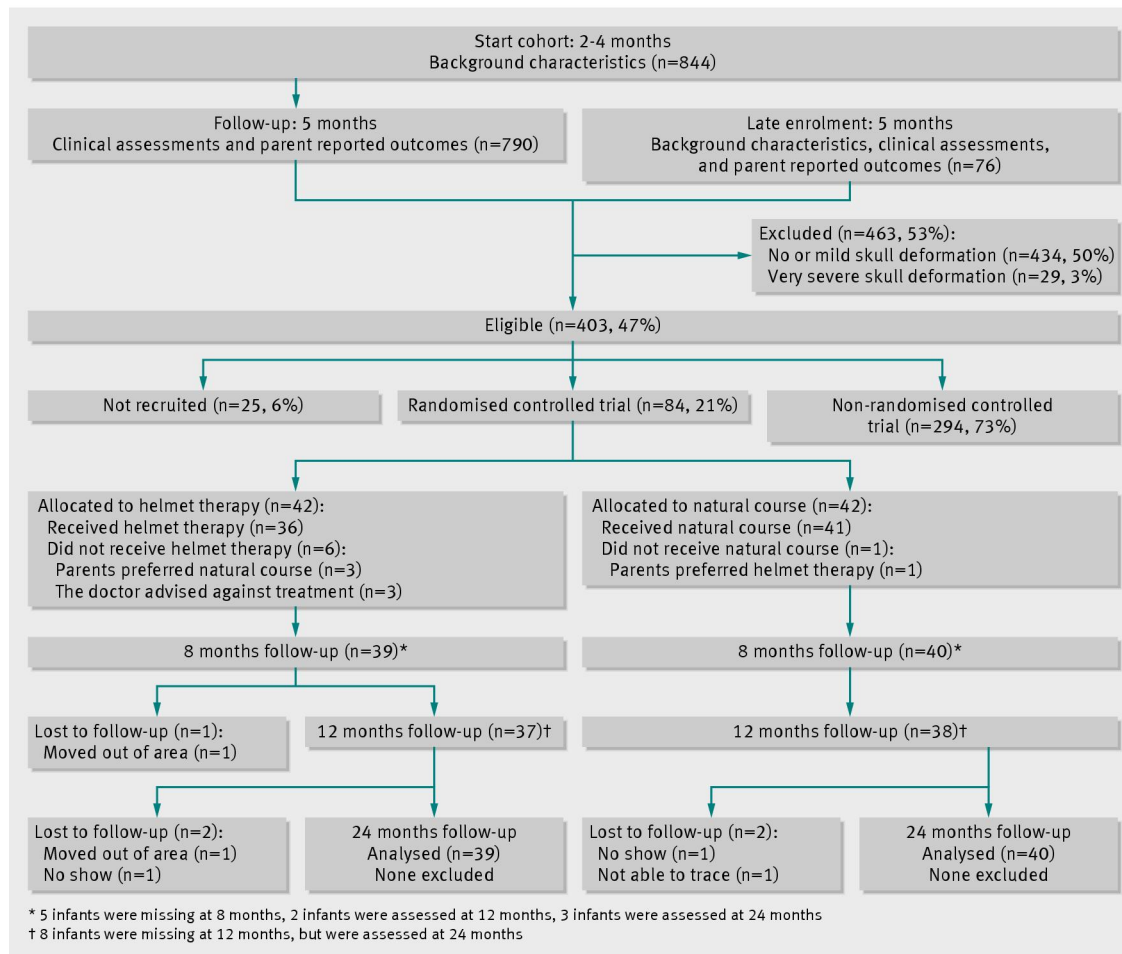 Start cohort: 2-4 months
Background characteristics (n=844)
Follow-up: 5 months
Clinical assessments and parent reported outcomes (n=790)
Late enrolment: 5 months
Background characteristics, clinical assessments,
and parent reported outcomes (n=76)
Excluded (n=463, 53%):
No or mild skull deformation (n=434, 50%)
Very severe skull deformation (n=29, 3%)
Eligible (n=403, 47%)
Not recruited (n=25, 6%)
Randomised controlled trial (n=84, 21%)
Non-randomised controlled
trial (n=294, 73%)
Allocated to helmet therapy (n=42):
Received helmet therapy (n=36)
Did not receive helmet therapy (n=6):
Parents preferred natural course (n=3)
The doctor advised against treatment (n=3)
Allocated to natural course (n=42):
Received natural course (n=41)
Did not receive natural course (n=1):
Parents preferred helmet therapy (n=1)
8 months follow-up (n=39)*
8 months follow-up (n=40)*
Lost to follow-up (n=1):
Moved out of area (n=1)
12 months follow-up (n=37)†
12 months follow-up (n=38)†
Lost to follow-up (n=2):
Moved out of area (n=1)
No show (n=1)
24 months follow-up
Analysed (n=39)
None excluded
Lost to follow-up (n=2):
No show (n=1)
Not able to trace (n=1)
24 months follow-up
Analysed (n=40)
None excluded
* 5 infants were missing at 8 months, 2 infants were assessed at 12 months, 3 infants were assessed at 24 months
† 8 infants were missing at 12 months, but were assessed at 24 months